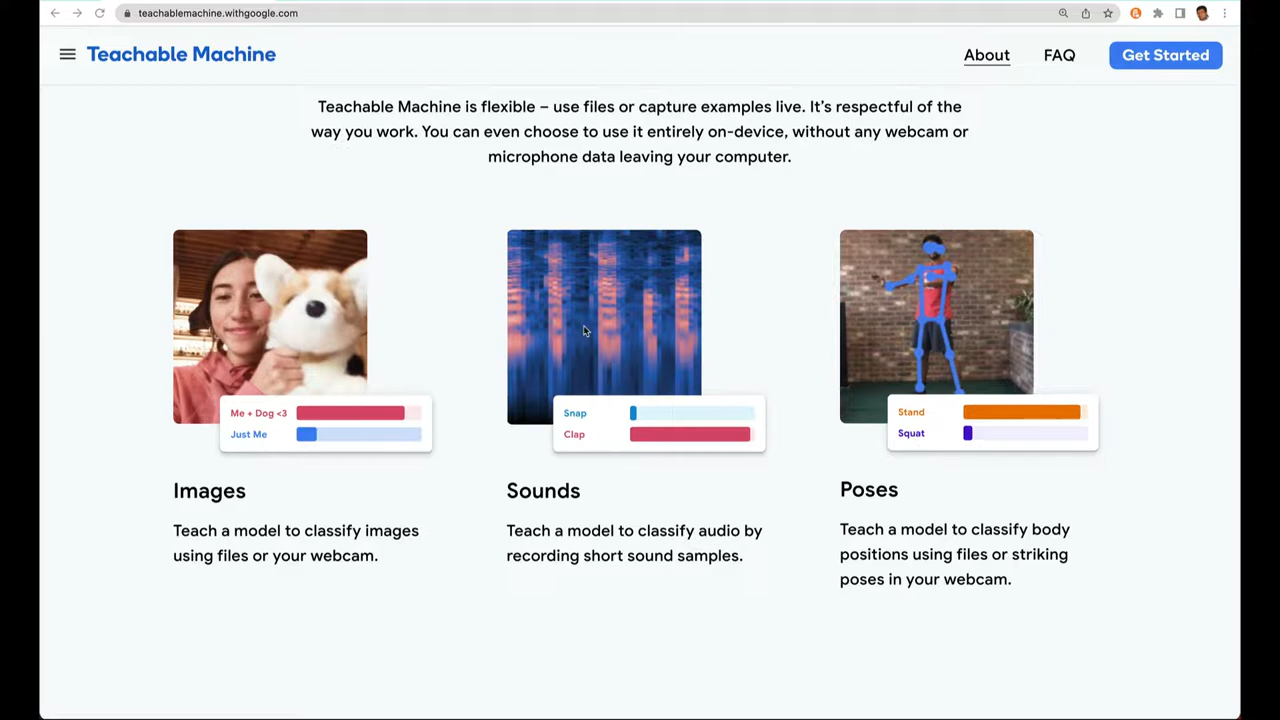 teachablemachine.withgoogle.com
Teachable Machine
About
FAQ
Get Started
Teachable Machine is flexible – use files or capture examples live. It's respectful of the
way you work. You can even choose to use it entirely on-device, without any webcam or
microphone data leaving your computer.
Me + Dog <3
Just Me
Snap
Clap
Stand
Squat
Images
Teach a model to classify images
using files or your webcam.
Sounds
Teach a model to classify audio by
recording short sound samples.
Poses
Teach a model to classify body
positions using files or striking
poses in your webcam.